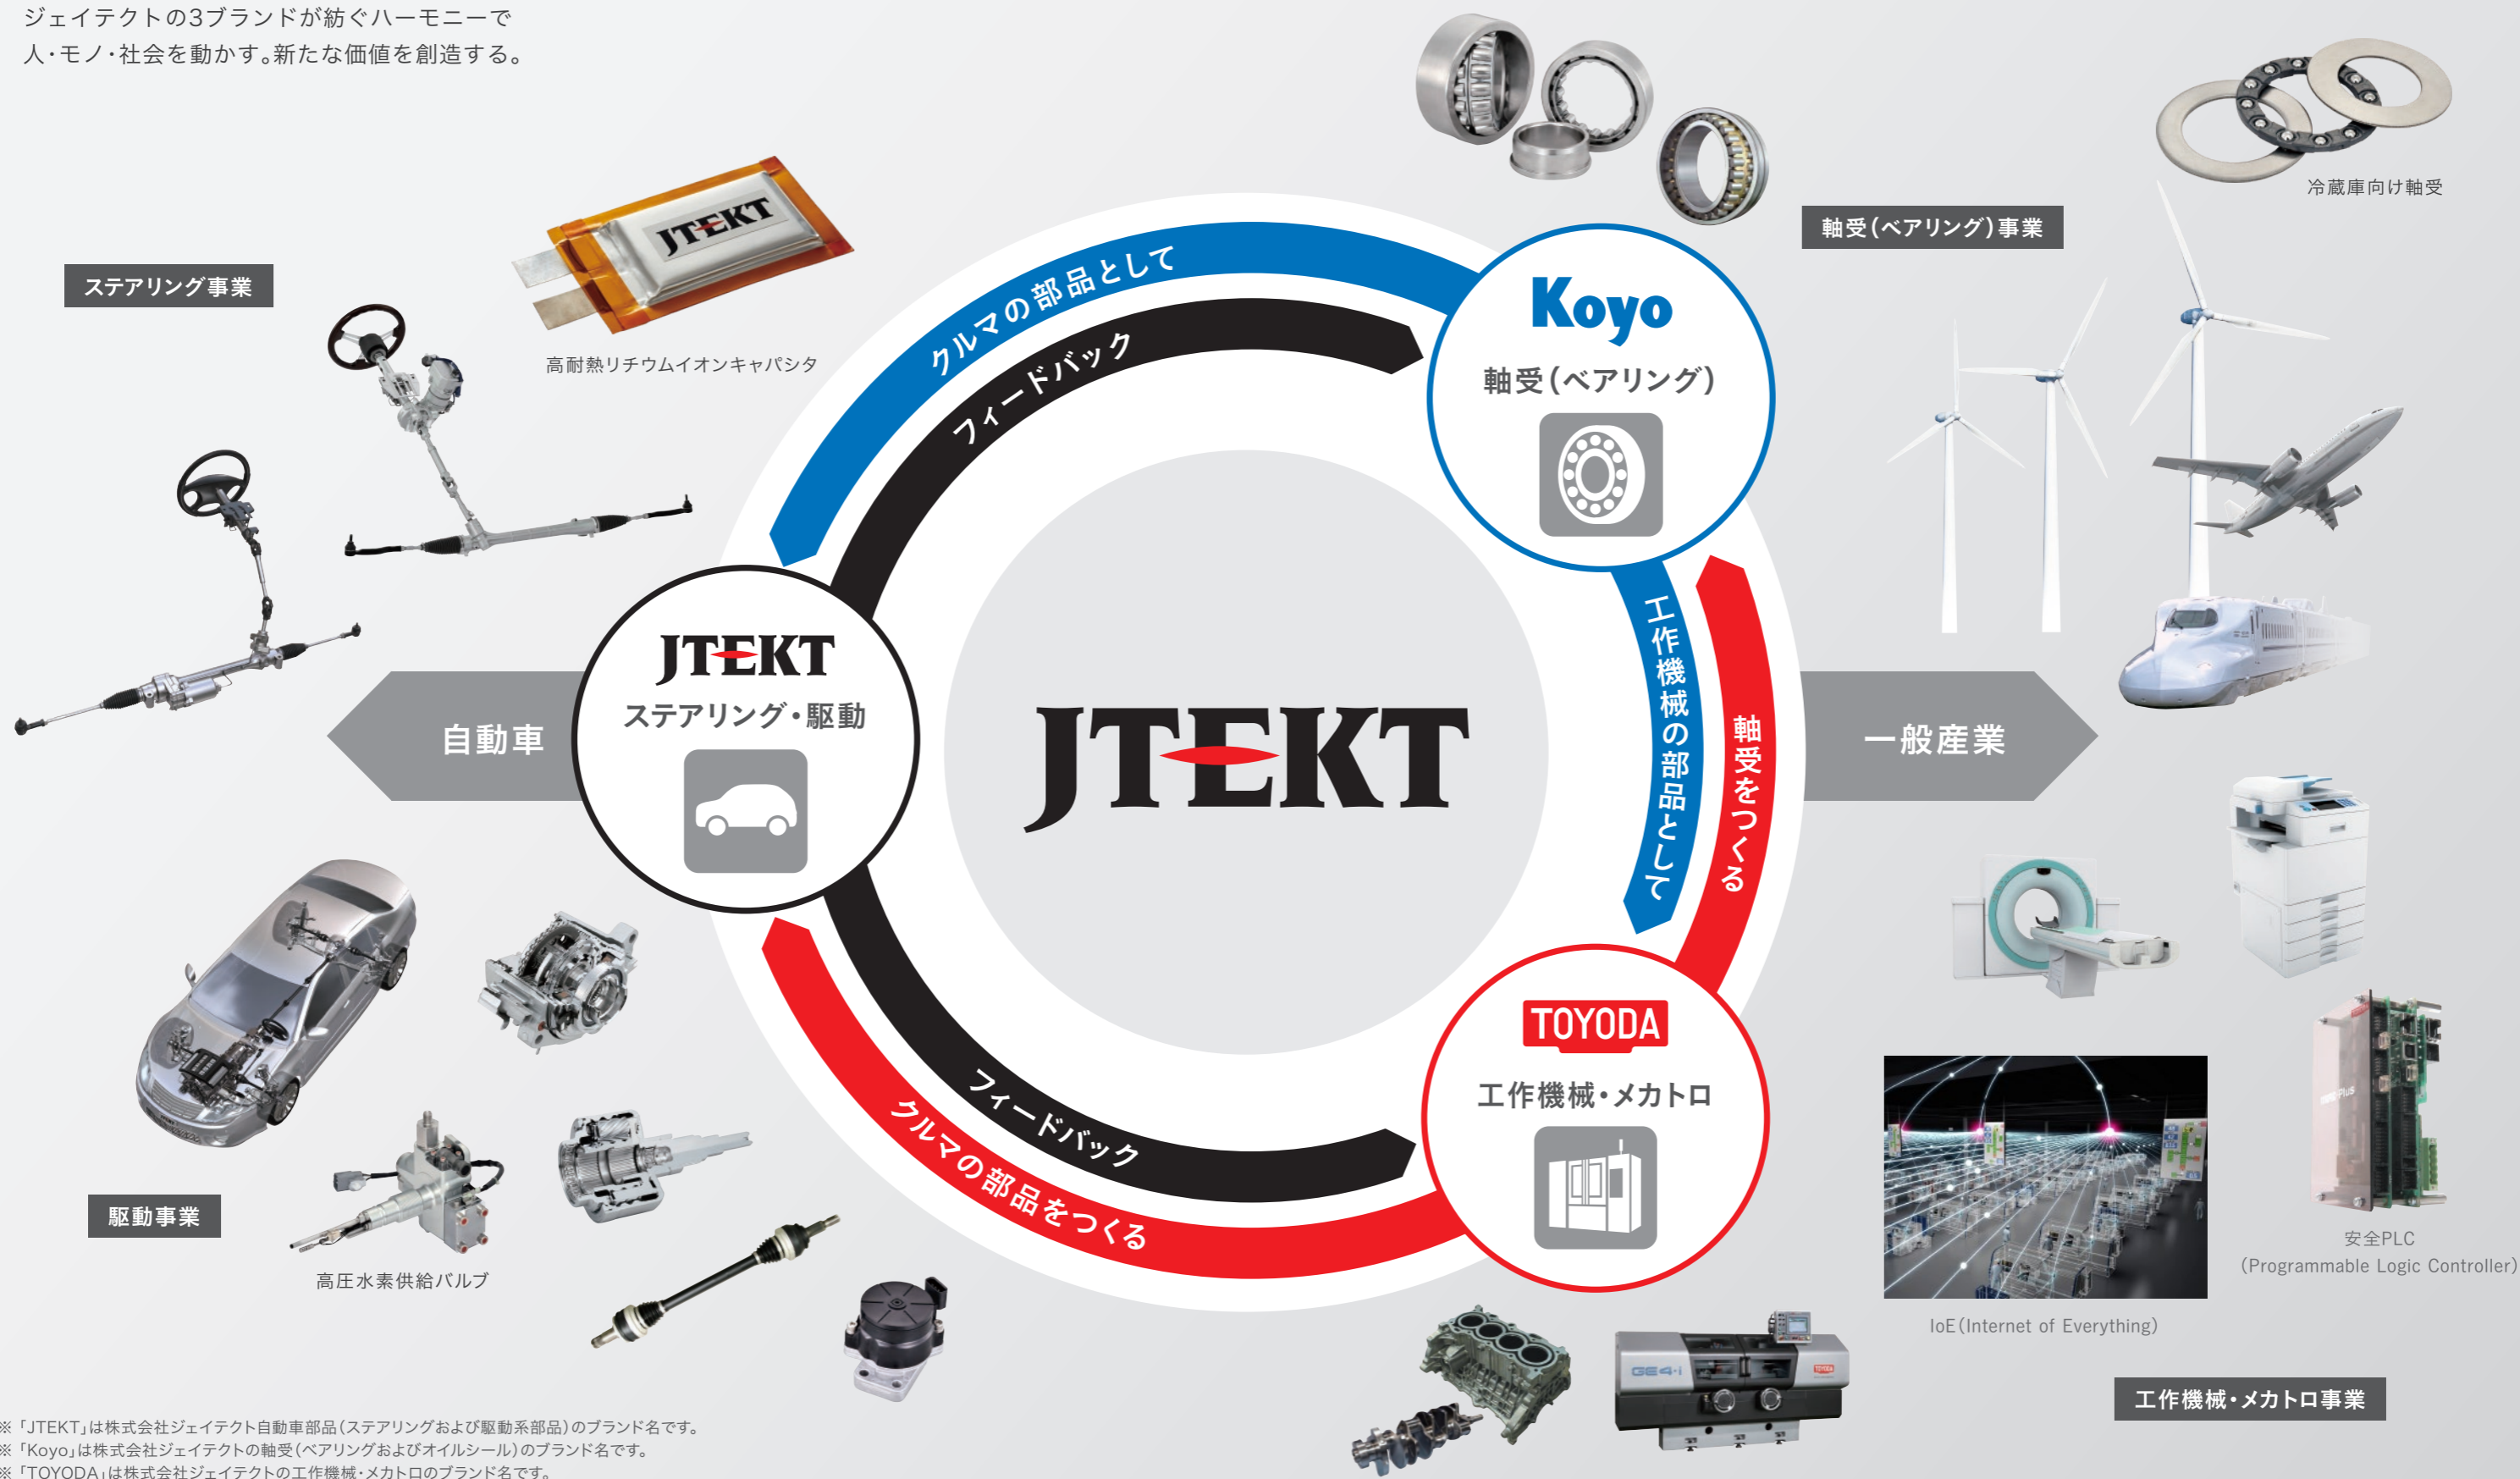 ジェイテクトの3ブランドが紡ぐハーモニーで
人・モノ・社会を動かす。新たな価値を創造する。
冷蔵庫向け軸受
軸受(ベアリング)事業
JTEKT
ステアリング事業
高耐熱リチウムイオンキャパシタ
クルマの部品として
フィードバック
Koyo
軸受(ベアリング)
JTEKT
ステアリング・駆動
自動車
JTEKT
工作機械の部品として
軸受をつくる
一般産業
TOYODA
工作機械・メカトロ
フィードバック
クルマの部品をつくる
駆動事業
高圧水素供給バルブ
Plus
安全PLC
(Programmable Logic Controller)
IoE(Internet of Everything)
GE4-i
TOYODA
工作機械・メカトロ事業
※「JTEKT」は株式会社ジェイテクト自動車部品(ステアリングおよび駆動系部品)のブランド名です。
※「Koyo」は株式会社ジェイテクトの軸受(ベアリングおよびオイルシール)のブランド名です。
※「TOYODA」は株式会社ジェイテクトの工作機械・メカトロのブランド名です。